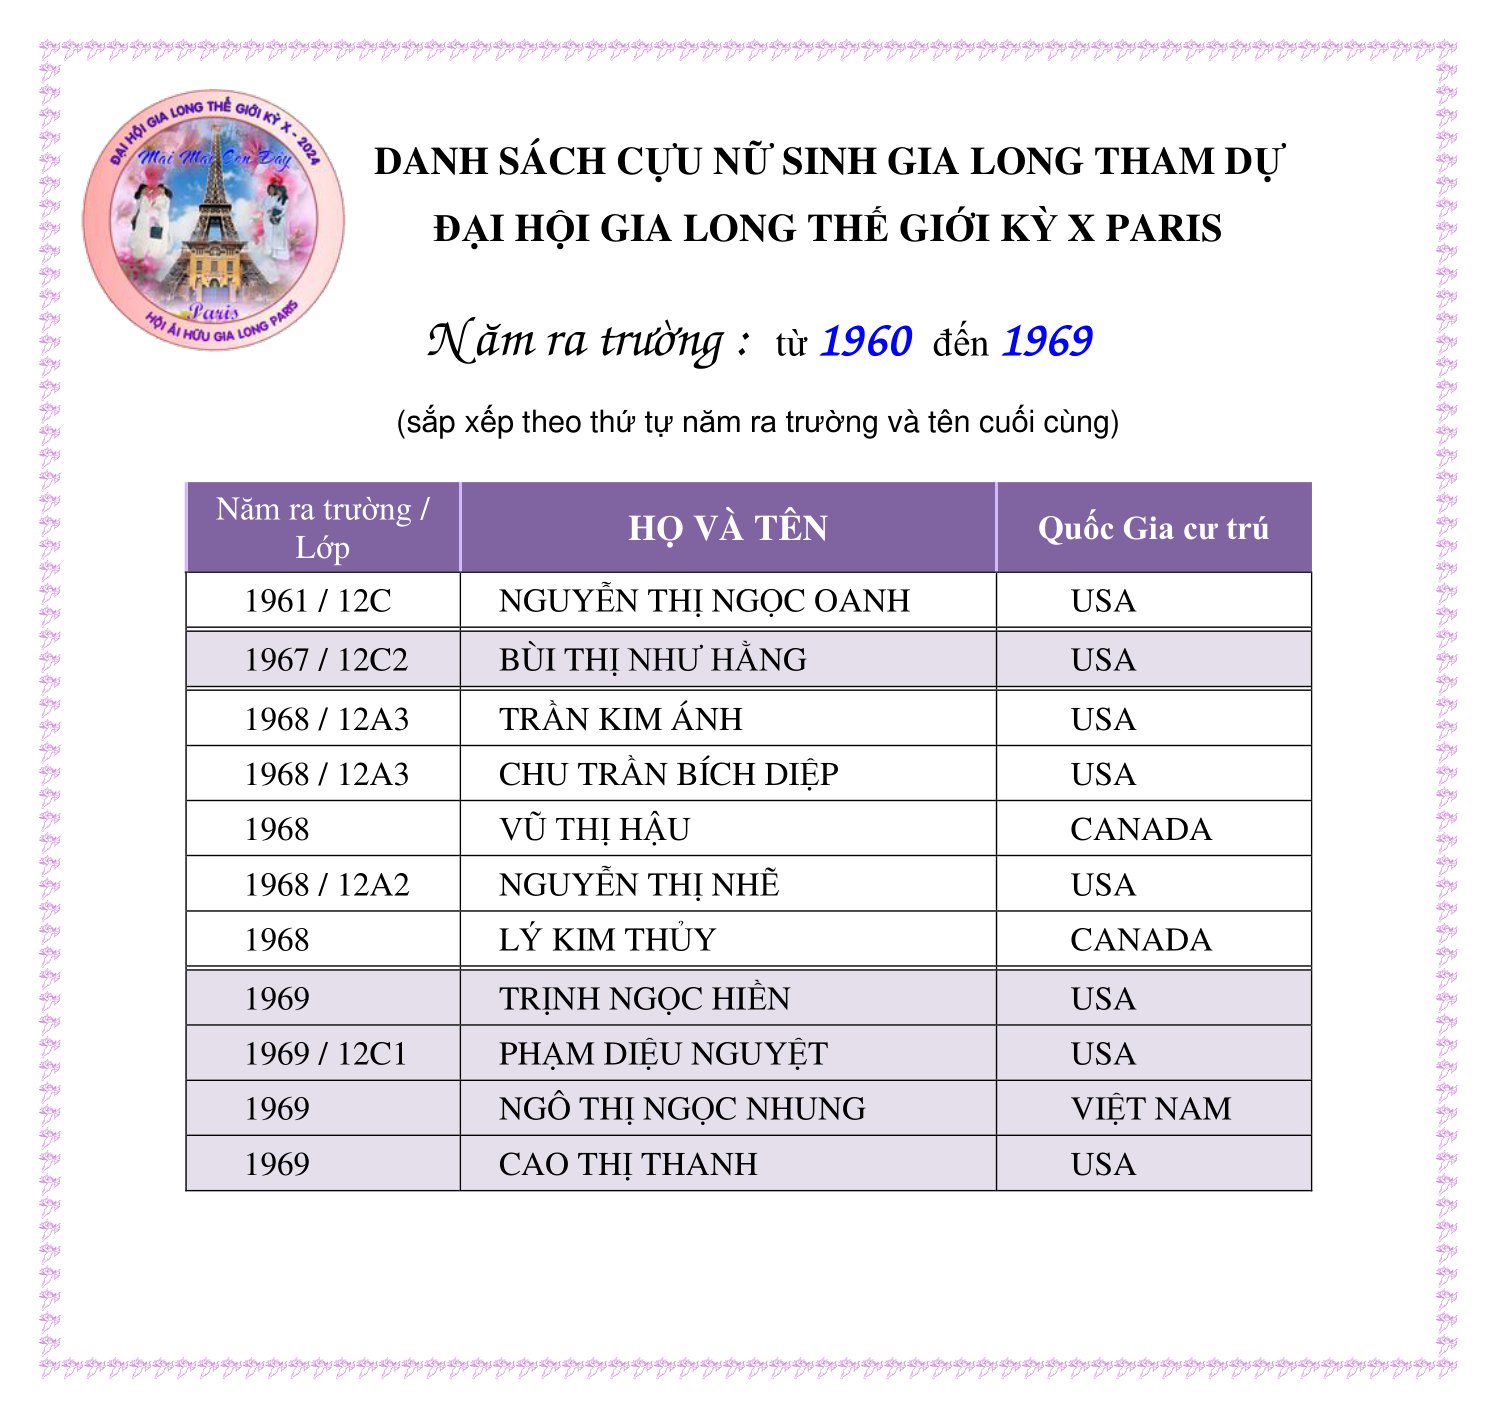 ĐẠI HỘI GIA LONG THẾ GIỚI KỲ X - 2024
Mãi Mãi Còn Đây
Paris
HỘI ÁI HỮU GIA LONG PARIS
DANH SÁCH CỰU NỮ SINH GIA LONG THAM DỰ
ĐẠI HỘI GIA LONG THẾ GIỚI KỲ X PARIS
Năm ra trường : từ 1960 đến 1969
(sắp xếp theo thứ tự năm ra trường và tên cuối cùng)
Năm ra trường / Lớp HỌ VÀ TÊN Quốc Gia cư trú
1961 / 12C NGUYỄN THỊ NGỌC OANH USA
1967 / 12C2 BÙI THỊ NHƯ HẰNG USA
1968 / 12A3 TRẦN KIM ÁNH USA
1968 / 12A3 CHU TRẦN BÍCH DIỆP USA
1968 VŨ THỊ HẬU CANADA
1968 / 12A2 NGUYỄN THỊ NHẼ USA
1968 LÝ KIM THỦY CANADA
1969 TRỊNH NGỌC HIỀN USA
1969 / 12C1 PHẠM DIỆU NGUYỆT USA
1969 NGÔ THỊ NGỌC NHUNG VIỆT NAM
1969 CAO THỊ THANH USA